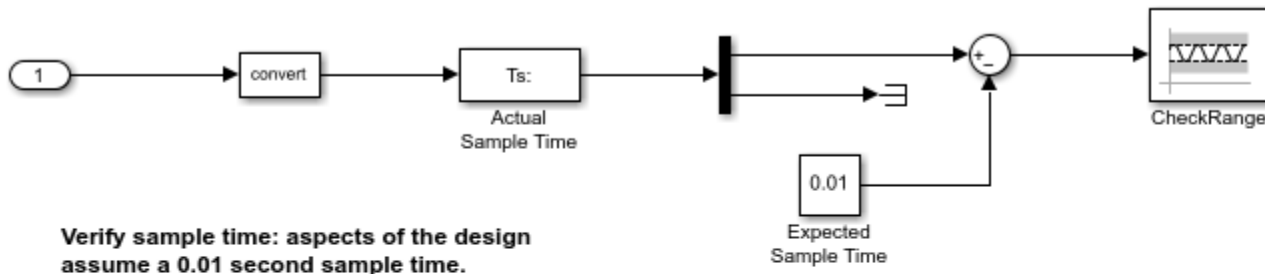 1
convert
Ts:
Actual
Sample Time
+
−
CheckRange
0.01
Expected
Sample Time
Verify sample time: aspects of the design
assume a 0.01 second sample time.